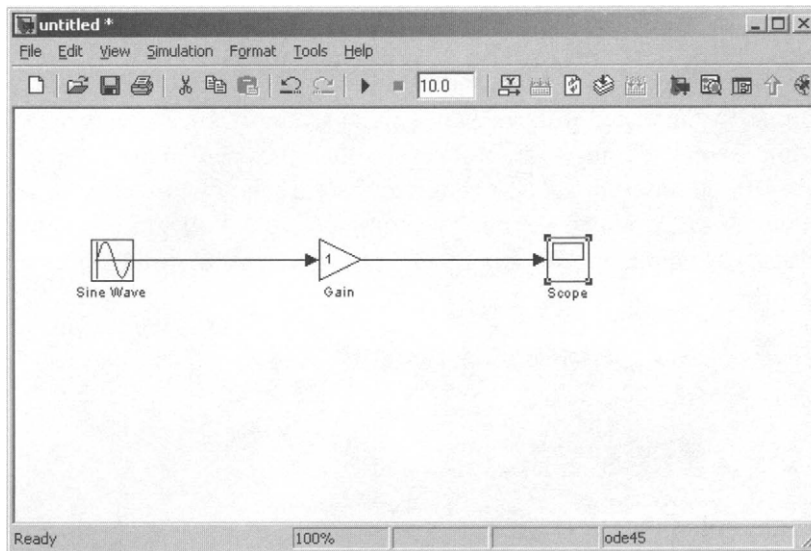 untitled *
File Edit View Simulation Format Tools Help
10.0
1
Sine Wave
Gain
Scope
Ready
100%
ode45